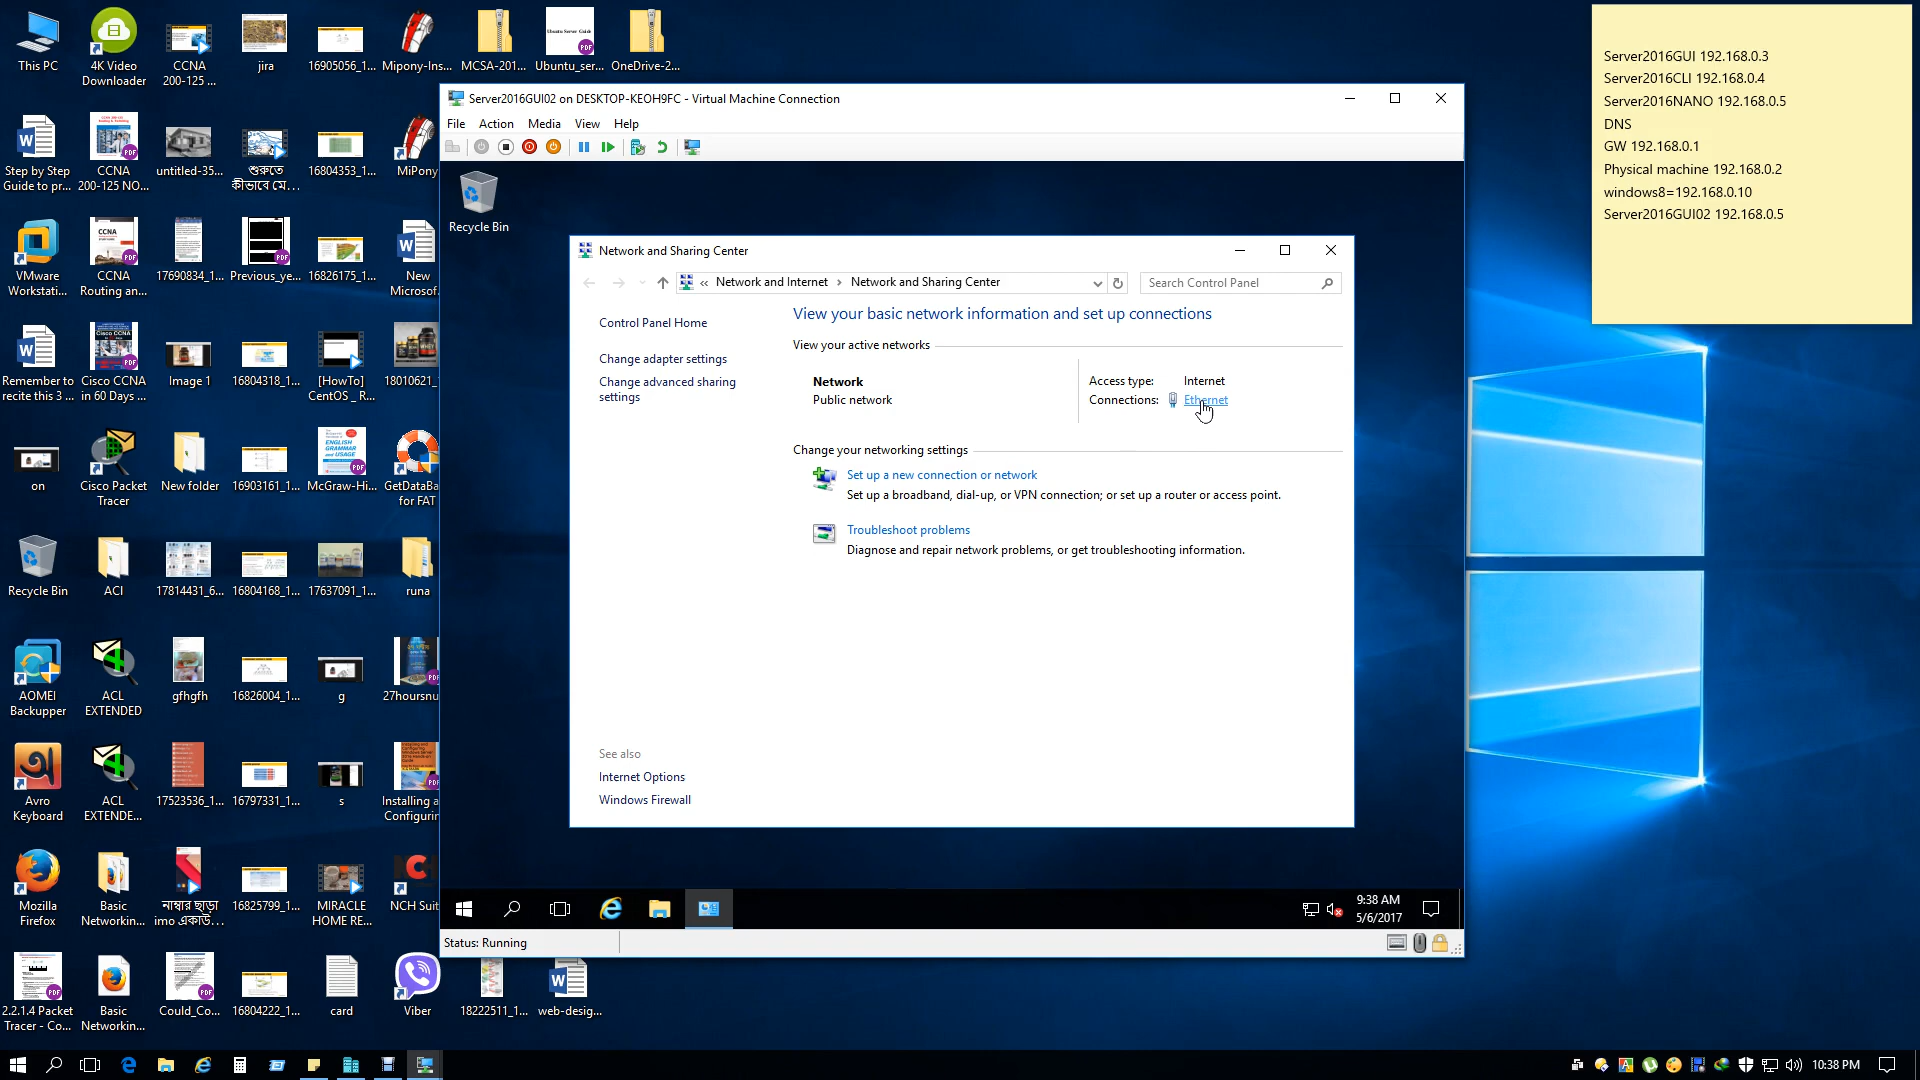 This PC
4K Video
Downloader
CCNA
200-125 ...
jira
16905056_1...
Mipony-Ins...
MCSA-201...
Ubuntu_ser...
OneDrive-2...
Ubuntu Server Guide
Step by Step
Guide to pr...
CCNA
200-125 NO...
untitled-35...
শুরুতে
কীভাবে মে...
16804353_1...
MiPony
VMware
Workstati...
CCNA
Routing an...
17690834_1...
Previous_ye...
16826175_1...
New
Microsof.
Remember to
recite this 3 ...
Cisco CCNA
in 60 Days ...
Image 1
16804318_1...
[HowTo]
CentOS _ R...
18010621_
on
Cisco Packet
Tracer
New folder
16903161_1...
McGraw-Hi...
GetDataBa
for FAT
Recycle Bin
ACI
17814431_6...
16804168_1...
17637091_1...
runa
AOMEI
Backupper
ACL
EXTENDED
gfhgfh
16826004_1...
g
27hoursnu
Avro
Keyboard
ACL
EXTENDE...
17523536_1...
16797331_1...
s
Installing a
Configurin
Mozilla
Firefox
Basic
Networkin...
নাম্বার ছাড়া
imo একাউ...
16825799_1...
MIRACLE
HOME RE...
NCH Suit
2.2.1.4 Packet
Tracer - Co...
Basic
Networkin...
Could_Co...
16804222_1...
card
Viber
18222511_1...
web-desig...
Server2016GUI02 on DESKTOP-KEOH9FC - Virtual Machine Connection
File Action Media View Help
Recycle Bin
Network and Sharing Center
« Network and Internet › Network and Sharing Center
Search Control Panel
Control Panel Home
Change adapter settings
Change advanced sharing
settings
View your basic network information and set up connections
View your active networks
Network
Public network
Access type: Internet
Connections: Ethernet
Change your networking settings
Set up a new connection or network
Set up a broadband, dial-up, or VPN connection; or set up a router or access point.
Troubleshoot problems
Diagnose and repair network problems, or get troubleshooting information.
See also
Internet Options
Windows Firewall
9:38 AM
5/6/2017
Status: Running
Server2016GUI 192.168.0.3
Server2016CLI 192.168.0.4
Server2016NANO 192.168.0.5
DNS
GW 192.168.0.1
Physical machine 192.168.0.2
windows8=192.168.0.10
Server2016GUI02 192.168.0.5
10:38 PM